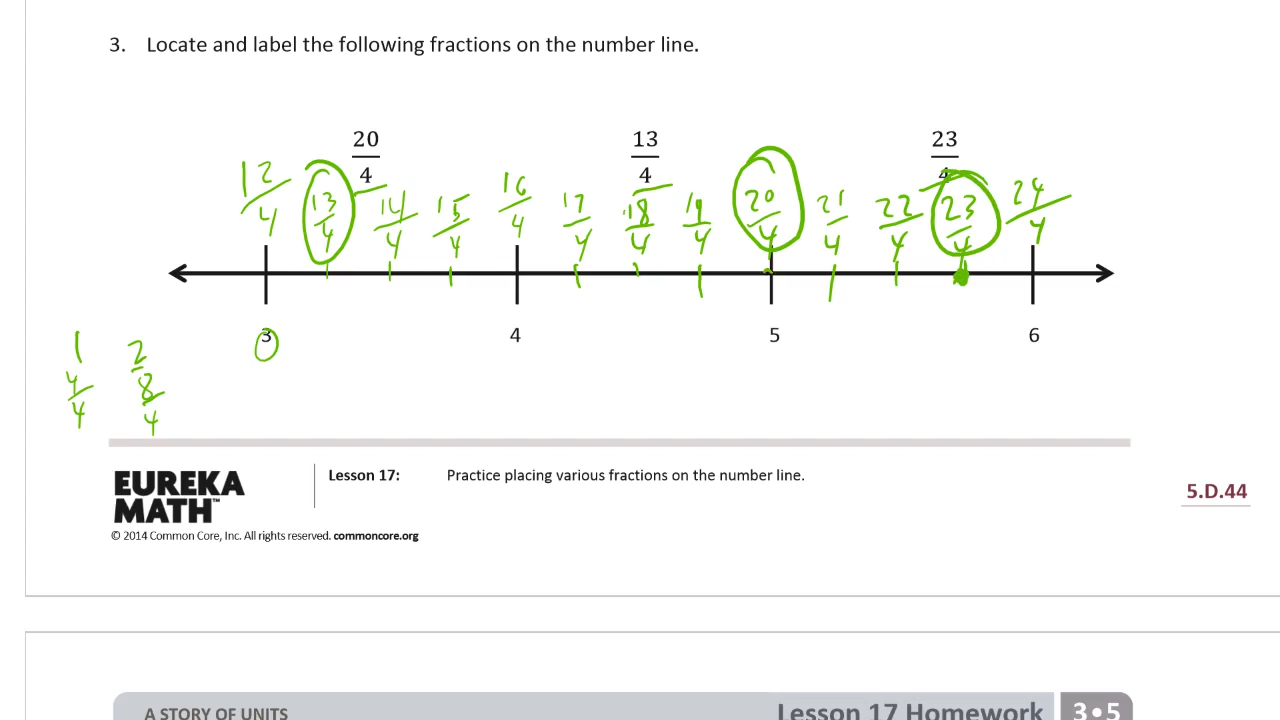 3. Locate and label the following fractions on the number line.
20/4 13/4 23/4
12/4 13/4 14/4 15/4 16/4 17/4 18/4 19/4 20/4 21/4 22/4 23/4 24/4
3 4 5 6
0
1 2
4/4 8/4
EUREKA MATH™
Lesson 17: Practice placing various fractions on the number line.
5.D.44
© 2014 Common Core, Inc. All rights reserved. commoncore.org
A STORY OF UNITS
Lesson 17 Homework 3•5